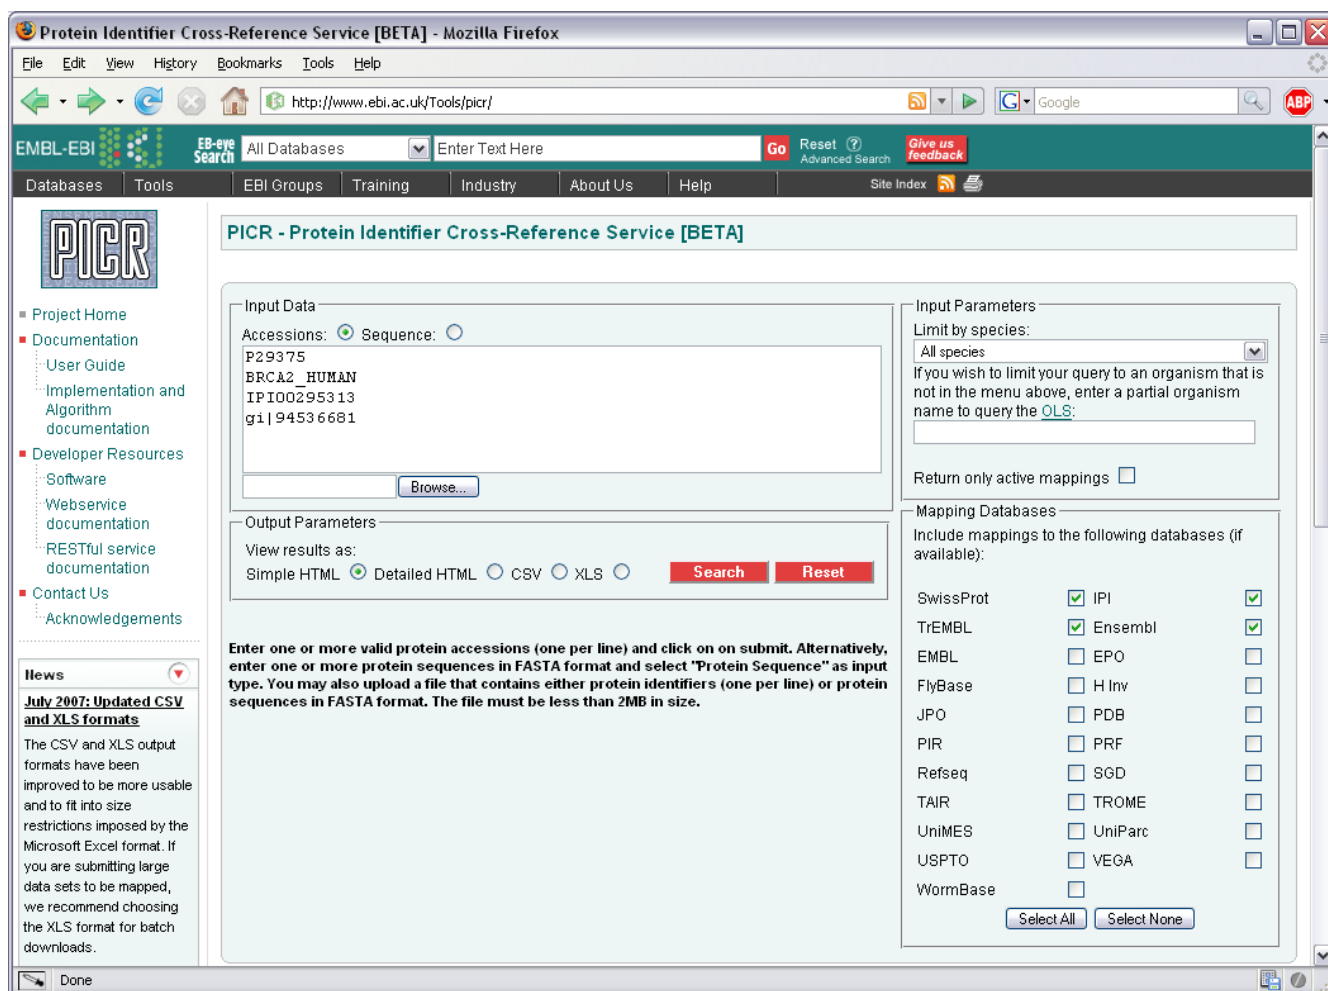 Protein Identifier Cross-Reference Service [BETA] - Mozilla Firefox
File Edit View History Bookmarks Tools Help
http://www.ebi.ac.uk/Tools/picr/
G Google
ABP
EMBL-EBI
EB-eye Search
All Databases
Enter Text Here
Go
Reset ?
Advanced Search
Give us feedback
Databases Tools EBI Groups Training Industry About Us Help Site Index
PICR
Project Home
Documentation
User Guide
Implementation and
Algorithm
documentation
Developer Resources
Software
Webservice
documentation
RESTful service
documentation
Contact Us
Acknowledgements
News
July 2007: Updated CSV
and XLS formats
The CSV and XLS output
formats have been
improved to be more usable
and to fit into size
restrictions imposed by the
Microsoft Excel format. If
you are submitting large
data sets to be mapped,
we recommend choosing
the XLS format for batch
downloads.
PICR - Protein Identifier Cross-Reference Service [BETA]
Input Data
Accessions: Sequence:
P29375
BRCA2_HUMAN
IPI00295313
gi|94536681
Browse...
Output Parameters
View results as:
Simple HTML Detailed HTML CSV XLS Search Reset
Enter one or more valid protein accessions (one per line) and click on on submit. Alternatively,
enter one or more protein sequences in FASTA format and select "Protein Sequence" as input
type. You may also upload a file that contains either protein identifiers (one per line) or protein
sequences in FASTA format. The file must be less than 2MB in size.
Input Parameters
Limit by species:
All species
If you wish to limit your query to an organism that is
not in the menu above, enter a partial organism
name to query the OLS:
Return only active mappings
Mapping Databases
Include mappings to the following databases (if
available):
SwissProt IPI
TrEMBL Ensembl
EMBL EPO
FlyBase H Inv
JPO PDB
PIR PRF
Refseq SGD
TAIR TROME
UniMES UniParc
USPTO VEGA
WormBase
Select All Select None
Done